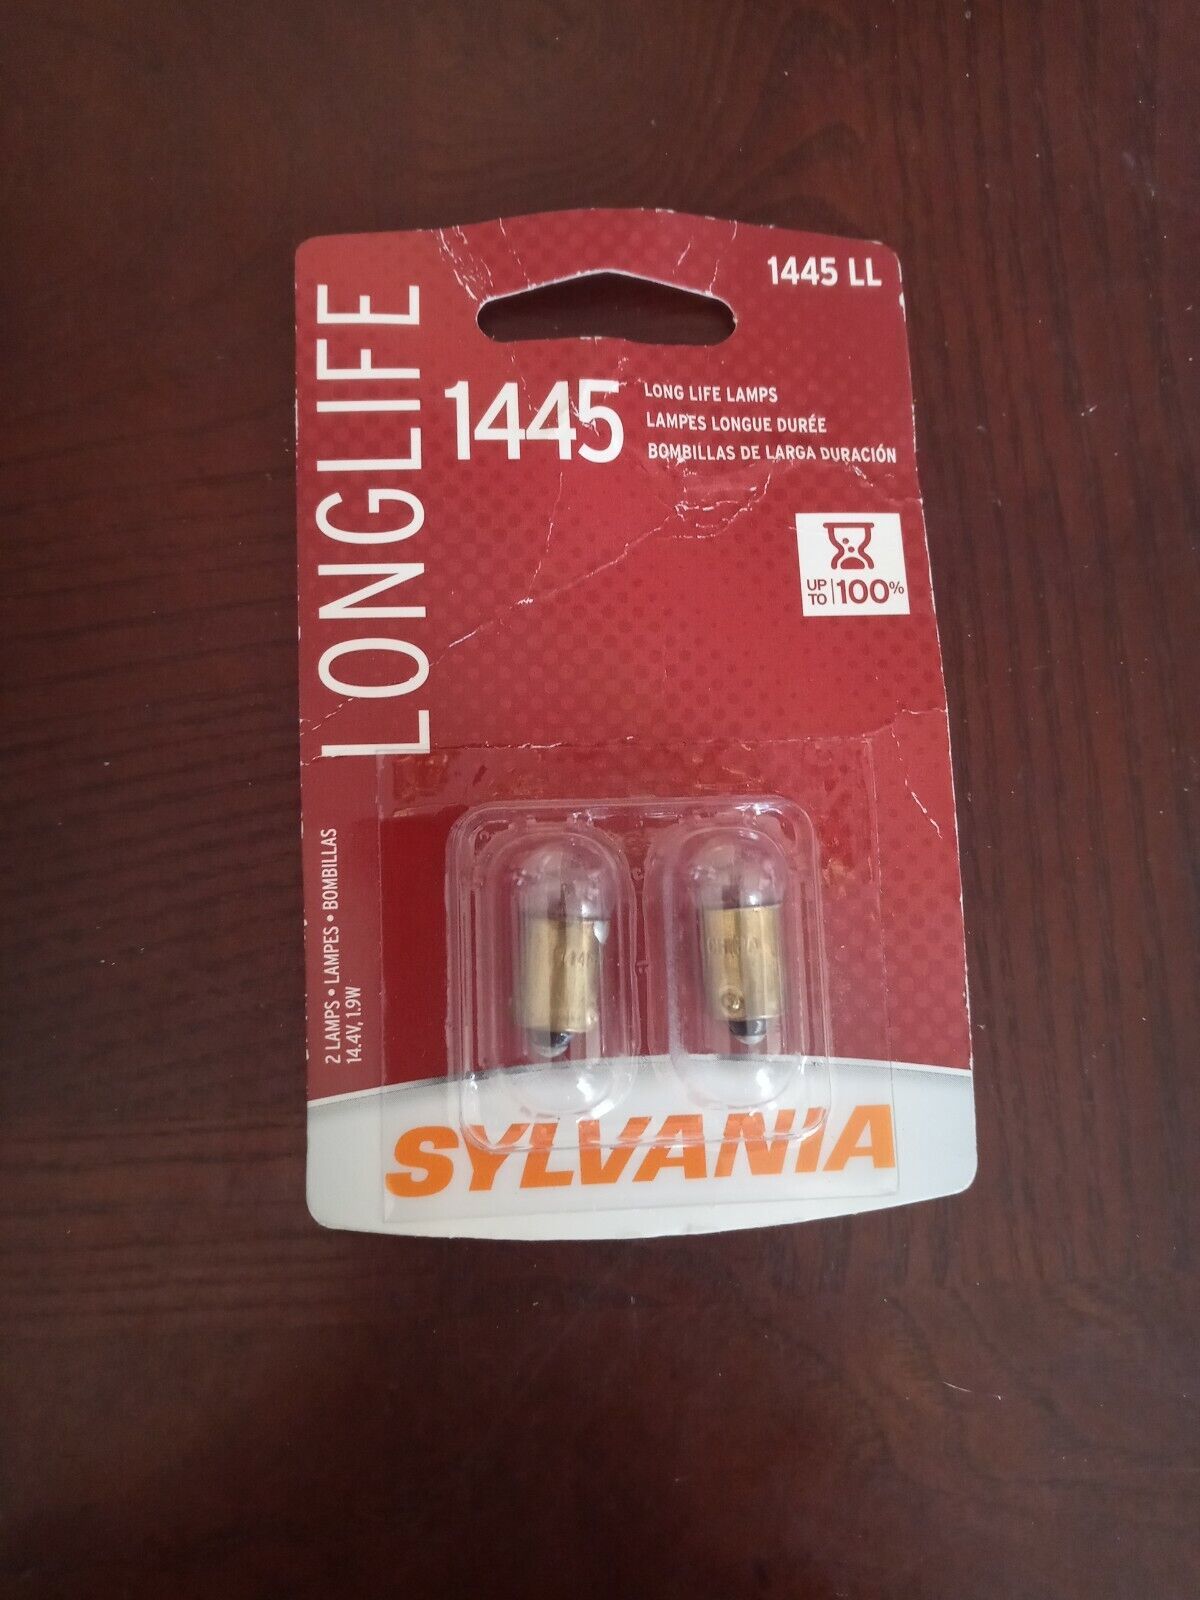 1445 LL
LONGLIFE
1445
LONG LIFE LAMPS
LAMPES LONGUE DURÉE
BOMBILLAS DE LARGA DURACIÓN
UP TO 100%
2 LAMPS • LAMPES • BOMBILLAS
14.4V, 1.9W
SYLVANIA